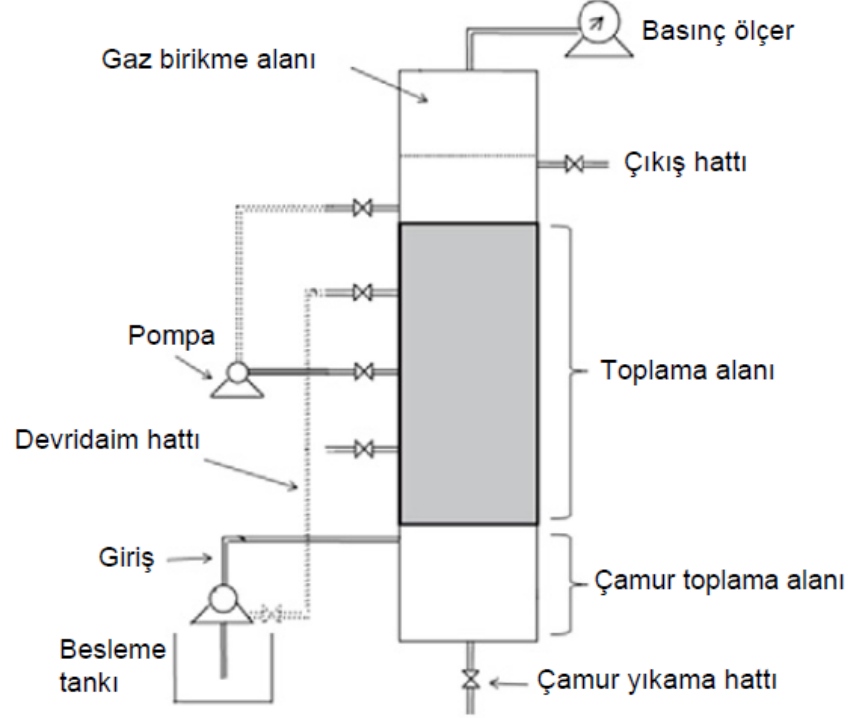 Basınç ölçer
Gaz birikme alanı
Çıkış hattı
Pompa
Toplama alanı
Devridaim hattı
Giriş
Çamur toplama alanı
Besleme
tankı
Çamur yıkama hattı